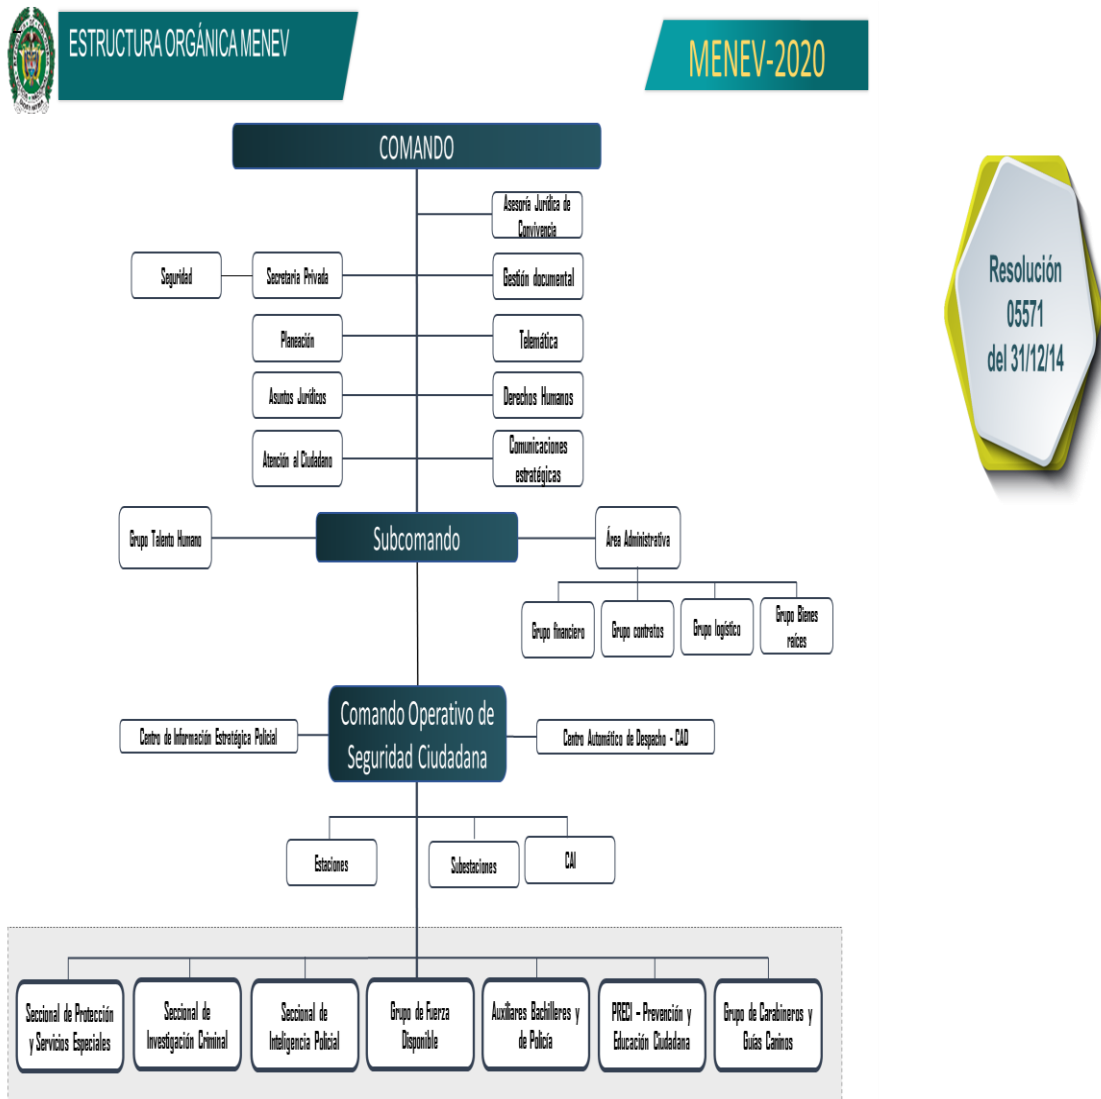 ESTRUCTURA ORGÁNICA MENEV
MENEV-2020
COMANDO
Asesoría Jurídica de
Convivencia
Seguridad
Secretaria Privada
Gestión documental
Planeación
Telemática
Asuntos Jurídicos
Derechos Humanos
Atención al Ciudadano
Comunicaciones
estratégicas
Resolución
05571
del 31/12/14
Grupo Talento Humano
Subcomando
Área Administrativa
Grupo financiero
Grupo contratos
Grupo logístico
Grupo Bienes
raíces
Comando Operativo de
Seguridad Ciudadana
Centro de Información Estratégica Policial
Centro Automático de Despacho - CAD
Estaciones
Subestaciones
CAI
Seccional de Protección
y Servicios Especiales
Seccional de
Investigación Criminal
Seccional de
Inteligencia Policial
Grupo de Fuerza
Disponible
Auxiliares Bachilleres y
de Policía
PRECI – Prevención y
Educación Ciudadana
Grupo de Carabineros y
Guías Caninos